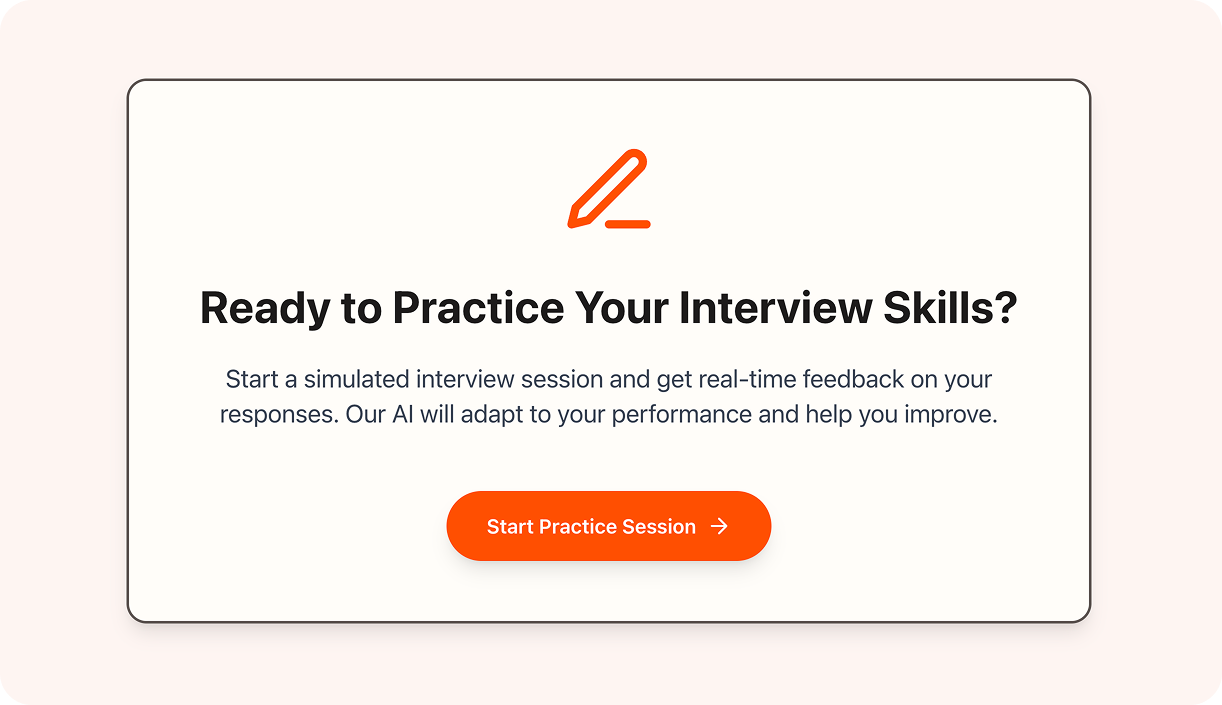 Ready to Practice Your Interview Skills?
Start a simulated interview session and get real-time feedback on your
responses. Our AI will adapt to your performance and help you improve.
Start Practice Session →